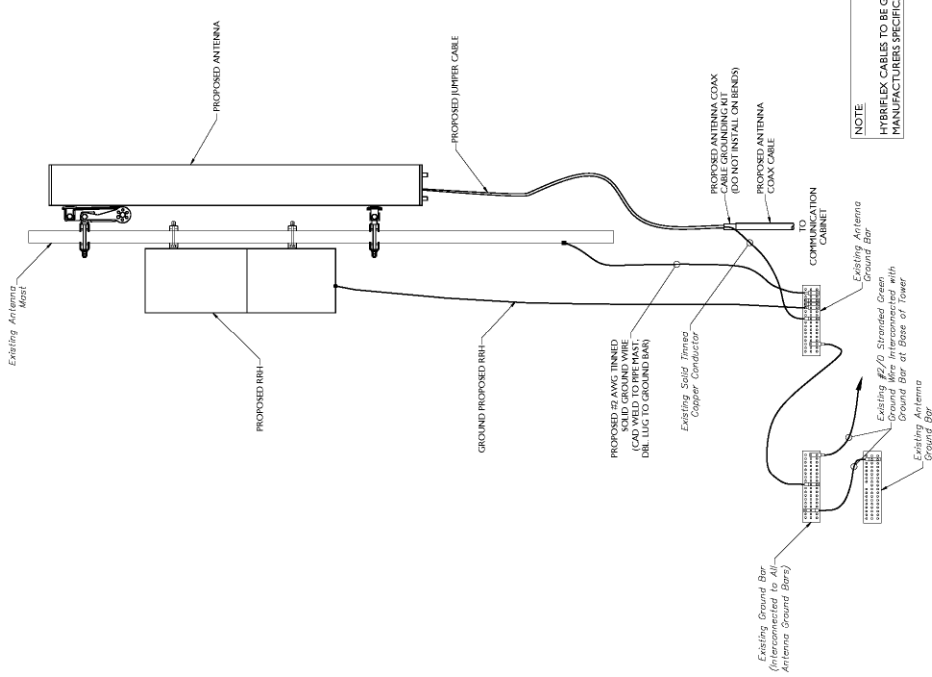 Existing Antenna
Mast
PROPOSED ANTENNA
PROPOSED JUMPER CABLE
PROPOSED RRH
GROUND PROPOSED RRH
PROPOSED #2 AWG TINNED
SOLID GROUND WIRE
(CAD WELD TO PIPE MAST,
DBL. LUG TO GROUND BAR)
Existing Solid Tinned
Copper Conductor
PROPOSED ANTENNA COAX
CABLE GROUNDING KIT
(DO NOT INSTALL ON BENDS)
PROPOSED ANTENNA
COAX CABLE
TO
COMMUNICATION
CABINET
Existing Antenna
Ground Bar
Existing #2/0 Stranded Green
Ground Wire Interconnected with
Ground Bar at Base of Tower
Existing Antenna
Ground Bar
Existing Ground Bar
(Interconnected to All
Antenna Ground Bars)
NOTE
HYBRIFLEX CABLES TO BE
MANUFACTURERS